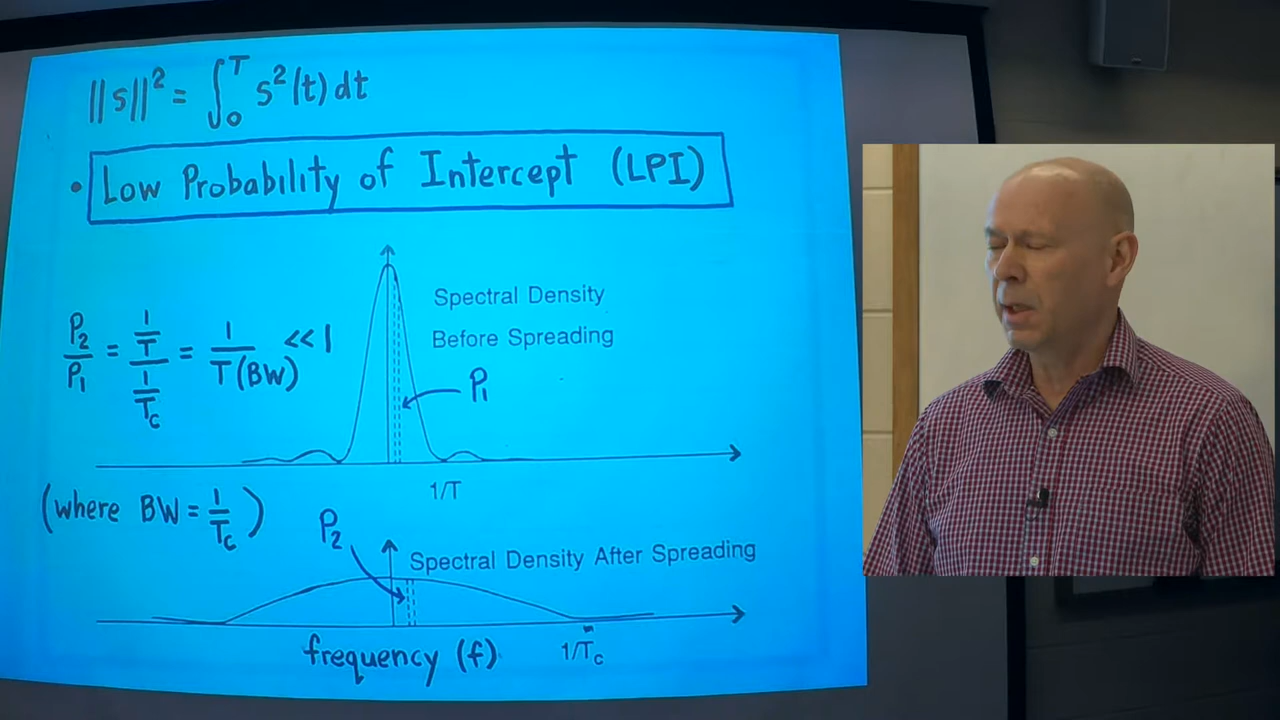 ||s||² = ∫₀ᵀ s²(t) dt
• Low Probability of Intercept (LPI)
Spectral Density
Before Spreading
P₂/P₁ = (1/T)/(1/T_c) = 1/(T(BW)) << 1
P₁
1/T
(where BW = 1/T_c)
P₂
Spectral Density After Spreading
frequency (f)
1/T_c